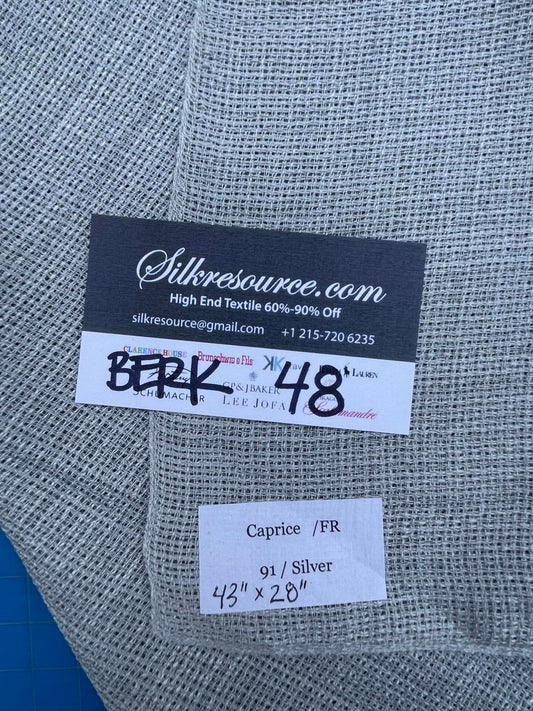 Silkresource.com
High End Textile 60%-90% Off
silkresource@gmail.com +1 215-720 6235
CLARENCE HOUSE Brunschwig & Fils
LAUREN
BERK 48
GP & J BAKER
SCHUMACHER LEE JOFA
Caprice /FR
91 / Silver
43" x 28"